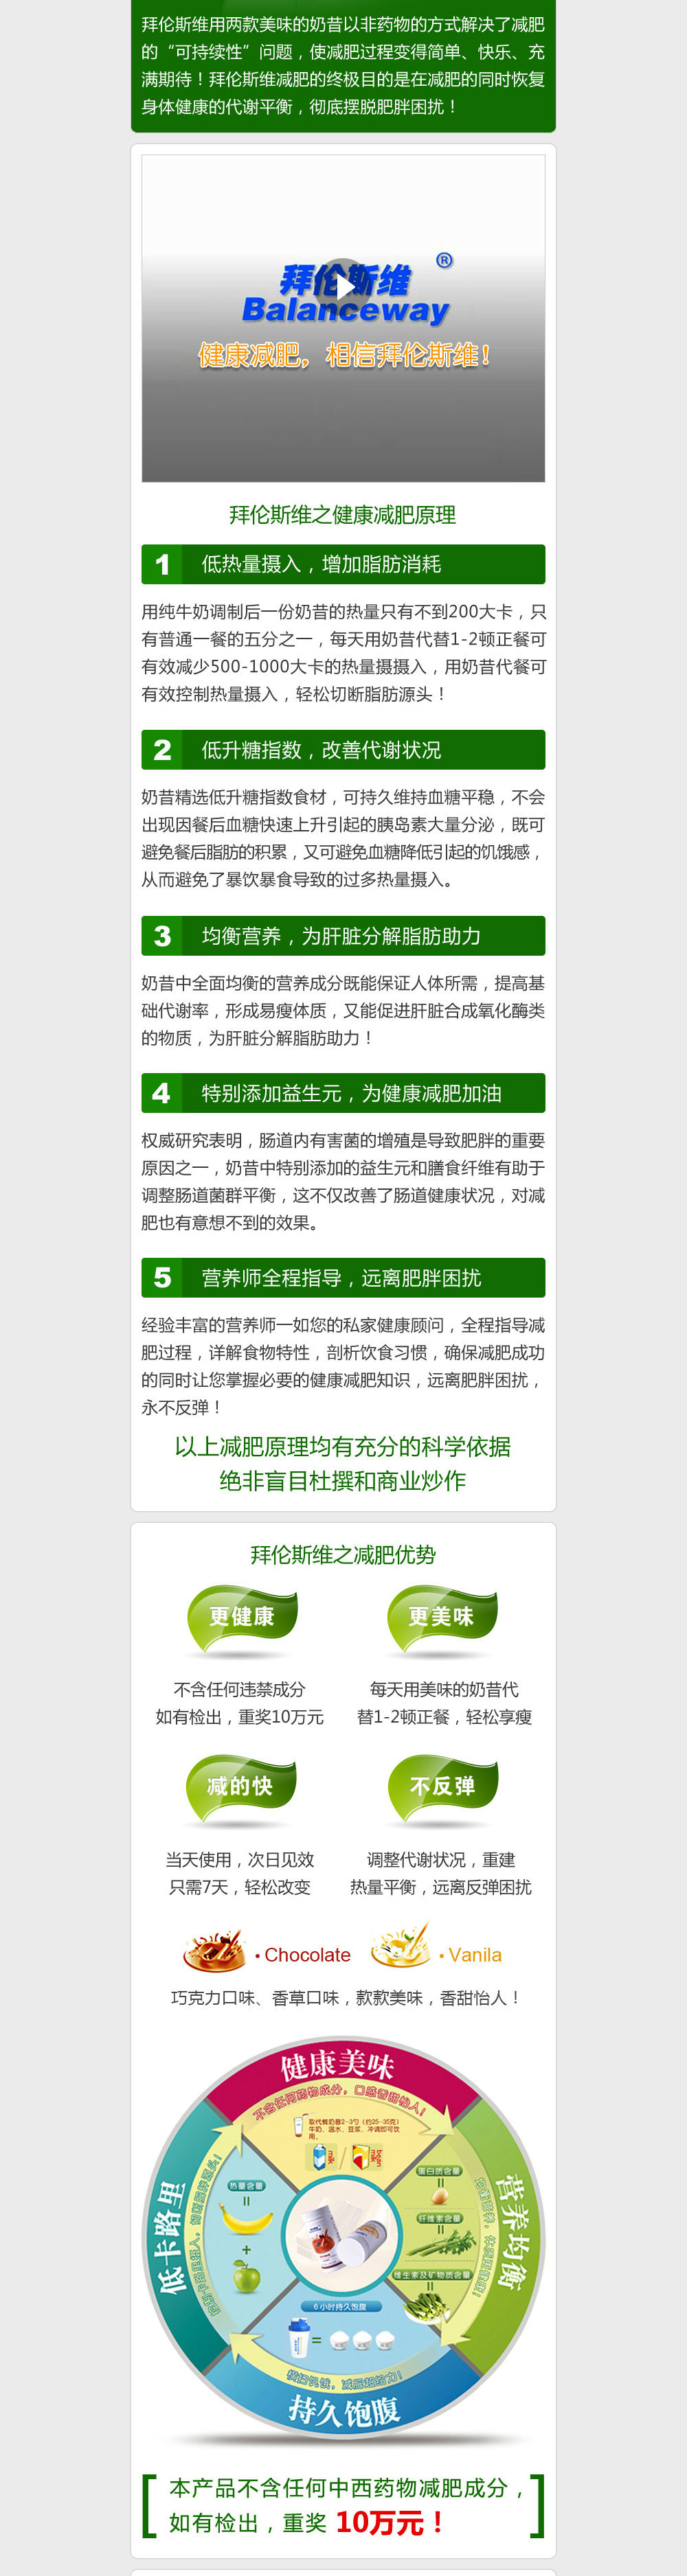 拜伦斯维用两款美味的奶昔以非药物的方式解决了减肥
的“可持续性”问题，使减肥过程变得简单、快乐、充
满期待！拜伦斯维减肥的终极目的是在减肥的同时恢复
身体健康的代谢平衡，彻底摆脱肥胖困扰！
拜伦斯维®
Balanceway
健康减肥，相信拜伦斯维！
拜伦斯维之健康减肥原理
1 低热量摄入，增加脂肪消耗
用纯牛奶调制后一份奶昔的热量只有不到200大卡，只
有普通一餐的五分之一，每天用奶昔代替1-2顿正餐可
有效减少500-1000大卡的热量摄摄入，用奶昔代餐可
有效控制热量摄入，轻松切断脂肪源头！
2 低升糖指数，改善代谢状况
奶昔精选低升糖指数食材，可持久维持血糖平稳，不会
出现因餐后血糖快速上升引起的胰岛素大量分泌，既可
避免餐后脂肪的积累，又可避免血糖降低引起的饥饿感，
从而避免了暴饮暴食导致的过多热量摄入。
3 均衡营养，为肝脏分解脂肪助力
奶昔中全面均衡的营养成分既能保证人体所需，提高基
础代谢率，形成易瘦体质，又能促进肝脏合成氧化酶类
的物质，为肝脏分解脂肪助力！
4 特别添加益生元，为健康减肥加油
权威研究表明，肠道内有害菌的增殖是导致肥胖的重要
原因之一，奶昔中特别添加的益生元和膳食纤维有助于
调整肠道菌群平衡，这不仅改善了肠道健康状况，对减
肥也有意想不到的效果。
5 营养师全程指导，远离肥胖困扰
经验丰富的营养师一如您的私家健康顾问，全程指导减
肥过程，详解食物特性，剖析饮食习惯，确保减肥成功
的同时让您掌握必要的健康减肥知识，远离肥胖困扰，
永不反弹！
以上减肥原理均有充分的科学依据
绝非盲目杜撰和商业炒作
拜伦斯维之减肥优势
更健康
更美味
不含任何违禁成分
如有检出，重奖10万元
每天用美味的奶昔代
替1-2顿正餐，轻松享瘦
减的快
不反弹
当天使用，次日见效
只需7天，轻松改变
调整代谢状况，重建
热量平衡，远离反弹困扰
• Chocolate
• Vanila
巧克力口味、香草口味，款款美味，香甜怡人！
健康美味
不含任何药物成分，口感香甜怡人！
取代餐奶昔2-3勺（约25-35克）
牛奶、温水、豆浆，冲调即可饮
用。
milk / bean milk
低卡路里
热量含量
=
+
营养均衡
蛋白质含量
=
纤维素含量
=
维生素及矿物质含量
=
6小时持久饱腹
=
横扫饥饿，减肥超给力！
持久饱腹
本产品不含任何中西药物减肥成分，
如有检出，重奖 10万元！